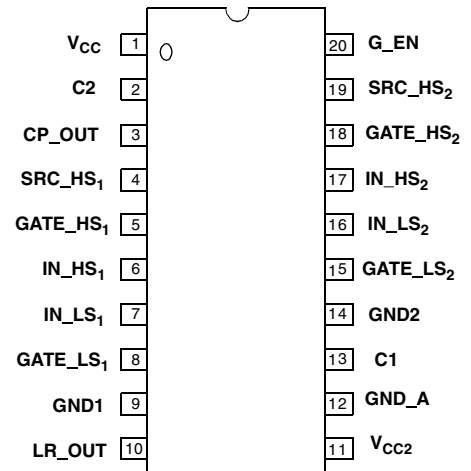 V_CC 1 20 G_EN
C2 2 19 SRC_HS_2
CP_OUT 3 18 GATE_HS_2
SRC_HS_1 4 17 IN_HS_2
GATE_HS_1 5 16 IN_LS_2
IN_HS_1 6 15 GATE_LS_2
IN_LS_1 7 14 GND2
GATE_LS_1 8 13 C1
GND1 9 12 GND_A
LR_OUT 10 11 V_CC2